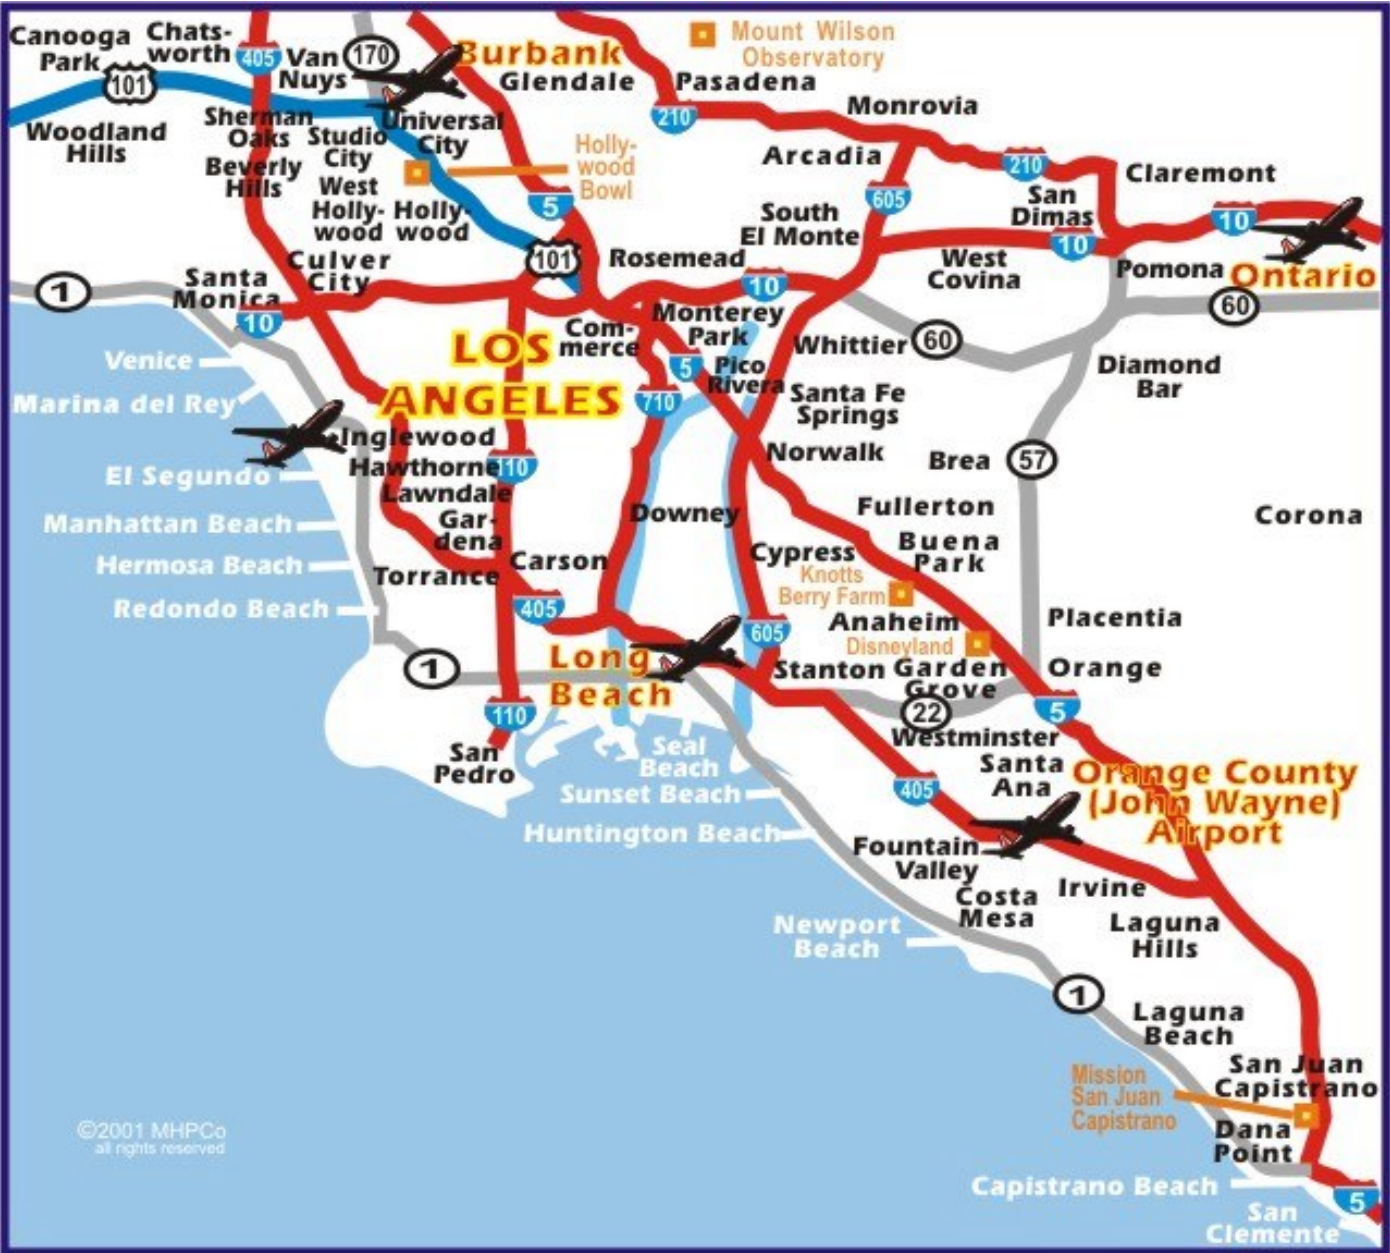 Canooga
Park
Chats-
worth
405
Van
Nuys
170
Burbank
Glendale
Mount Wilson
Observatory
Pasadena
101
210
Monrovia
Woodland
Hills
Sherman
Oaks
Studio
City
Universal
City
Beverly
Hills
West
Holly-
wood
Holly-
wood
Holly-
wood
Bowl
5
Arcadia
605
210
Claremont
San
Dimas
South
El Monte
10
10
101
Rosemead
West
Covina
Pomona
Ontario
1
Santa
Monica
Culver
City
10
10
60
Monterey
Park
Com-
merce
LOS
ANGELES
Whittier
60
Venice
Marina del Rey
5
Pico
Rivera
710
Santa Fe
Springs
Diamond
Bar
Inglewood
Hawthorne
Lawndale
110
Norwalk
Brea
57
El Segundo
Manhattan Beach
Hermosa Beach
Redondo Beach
Gar-
dena
Torrance
Carson
405
Downey
Fullerton
Corona
Cypress
Buena
Park
Knotts
Berry Farm
Anaheim
Disneyland
Placentia
605
1
Long
Beach
Stanton
Garden
Grove
Orange
22
5
110
San
Pedro
Seal
Beach
Westminster
Santa
Ana
Orange County
(John Wayne)
Airport
Sunset Beach
Huntington Beach
405
Fountain
Valley
Costa
Mesa
Irvine
Laguna
Hills
Newport
Beach
1
Laguna
Beach
San Juan
Capistrano
Mission
San Juan
Capistrano
Dana
Point
Capistrano Beach
5
San
Clemente
©2001 MHPCo
all rights reserved